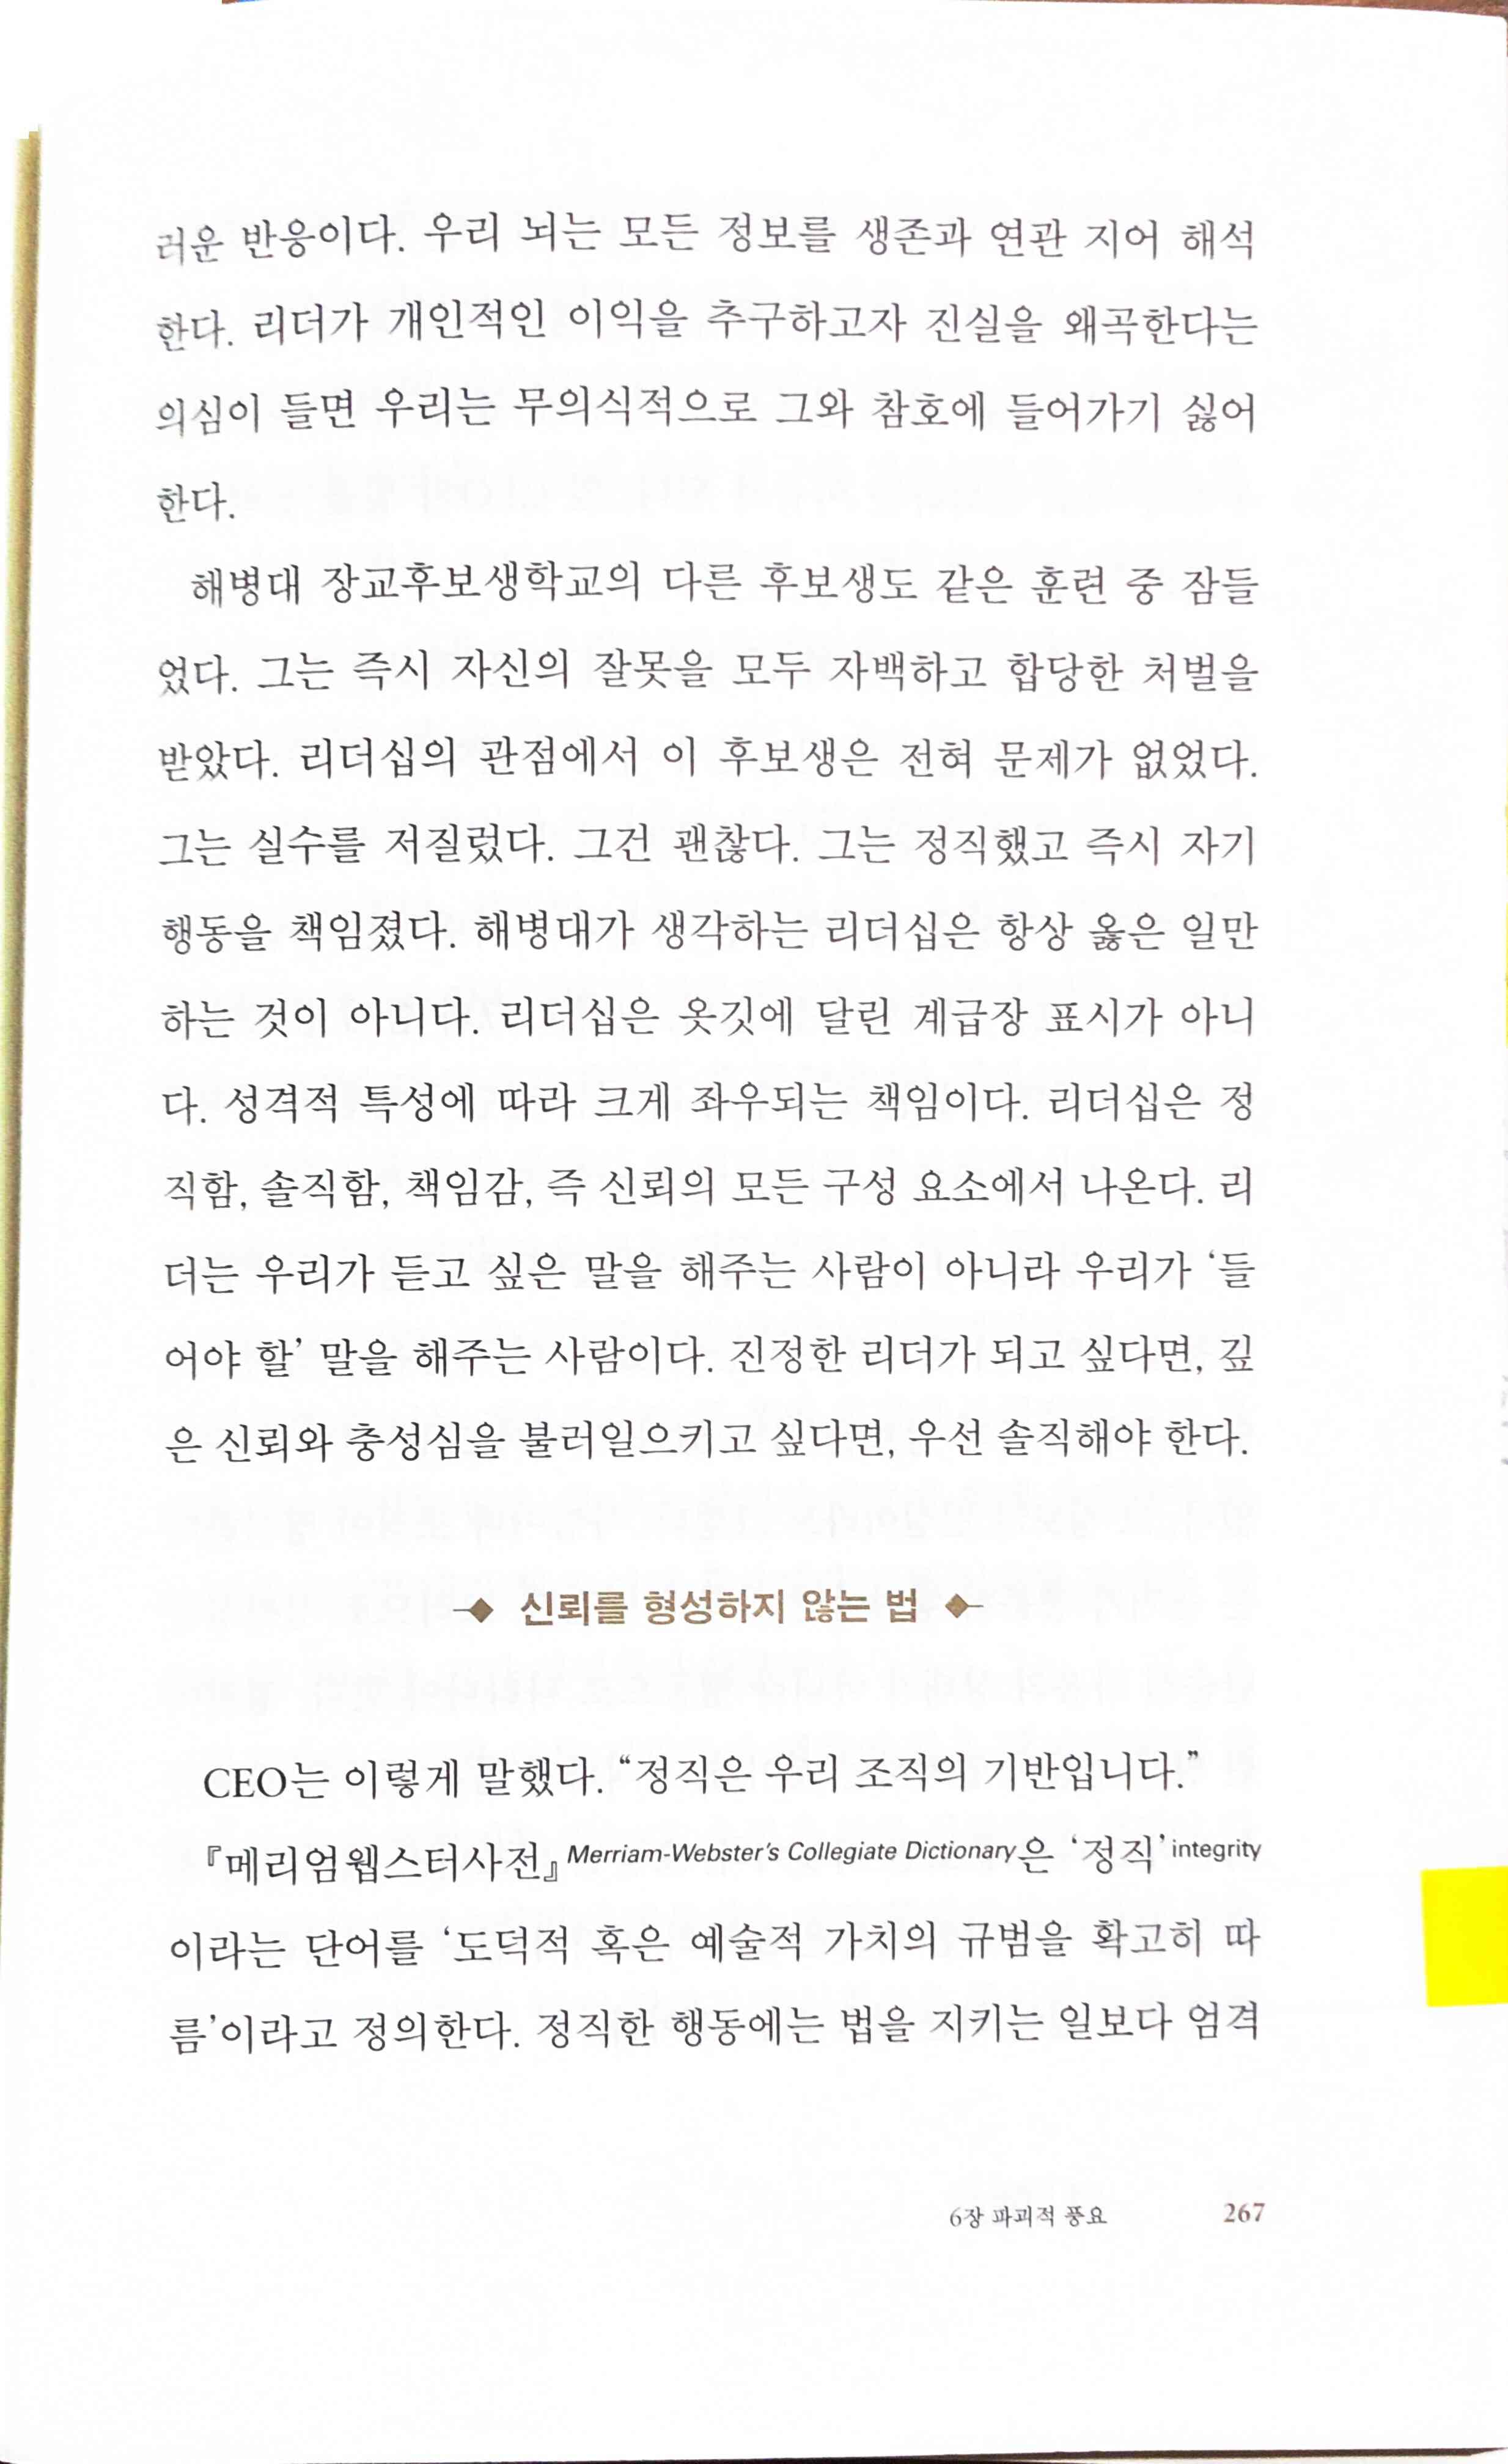 러운 반응이다. 우리 뇌는 모든 정보를 생존과 연관 지어 해석
한다. 리더가 개인적인 이익을 추구하고자 진실을 왜곡한다는
의심이 들면 우리는 무의식적으로 그와 참호에 들어가기 싫어
한다.
해병대 장교후보생학교의 다른 후보생도 같은 훈련 중 잠들
었다. 그는 즉시 자신의 잘못을 모두 자백하고 합당한 처벌을
받았다. 리더십의 관점에서 이 후보생은 전혀 문제가 없었다.
그는 실수를 저질렀다. 그건 괜찮다. 그는 정직했고 즉시 자기
행동을 책임졌다. 해병대가 생각하는 리더십은 항상 옳은 일만
하는 것이 아니다. 리더십은 옷깃에 달린 계급장 표시가 아니
다. 성격적 특성에 따라 크게 좌우되는 책임이다. 리더십은 정
직함, 솔직함, 책임감, 즉 신뢰의 모든 구성 요소에서 나온다. 리
더는 우리가 듣고 싶은 말을 해주는 사람이 아니라 우리가 ‘들
어야 할’ 말을 해주는 사람이다. 진정한 리더가 되고 싶다면, 깊
은 신뢰와 충성심을 불러일으키고 싶다면, 우선 솔직해야 한다.
신뢰를 형성하지 않는 법
CEO는 이렇게 말했다. “정직은 우리 조직의 기반입니다.”
『메리엄웹스터사전』Merriam-Webster's Collegiate Dictionary은 ‘정직’integrity
이라는 단어를 ‘도덕적 혹은 예술적 가치의 규범을 확고히 따
름’이라고 정의한다. 정직한 행동에는 법을 지키는 일보다 엄격
6장 파괴적 풍요 267